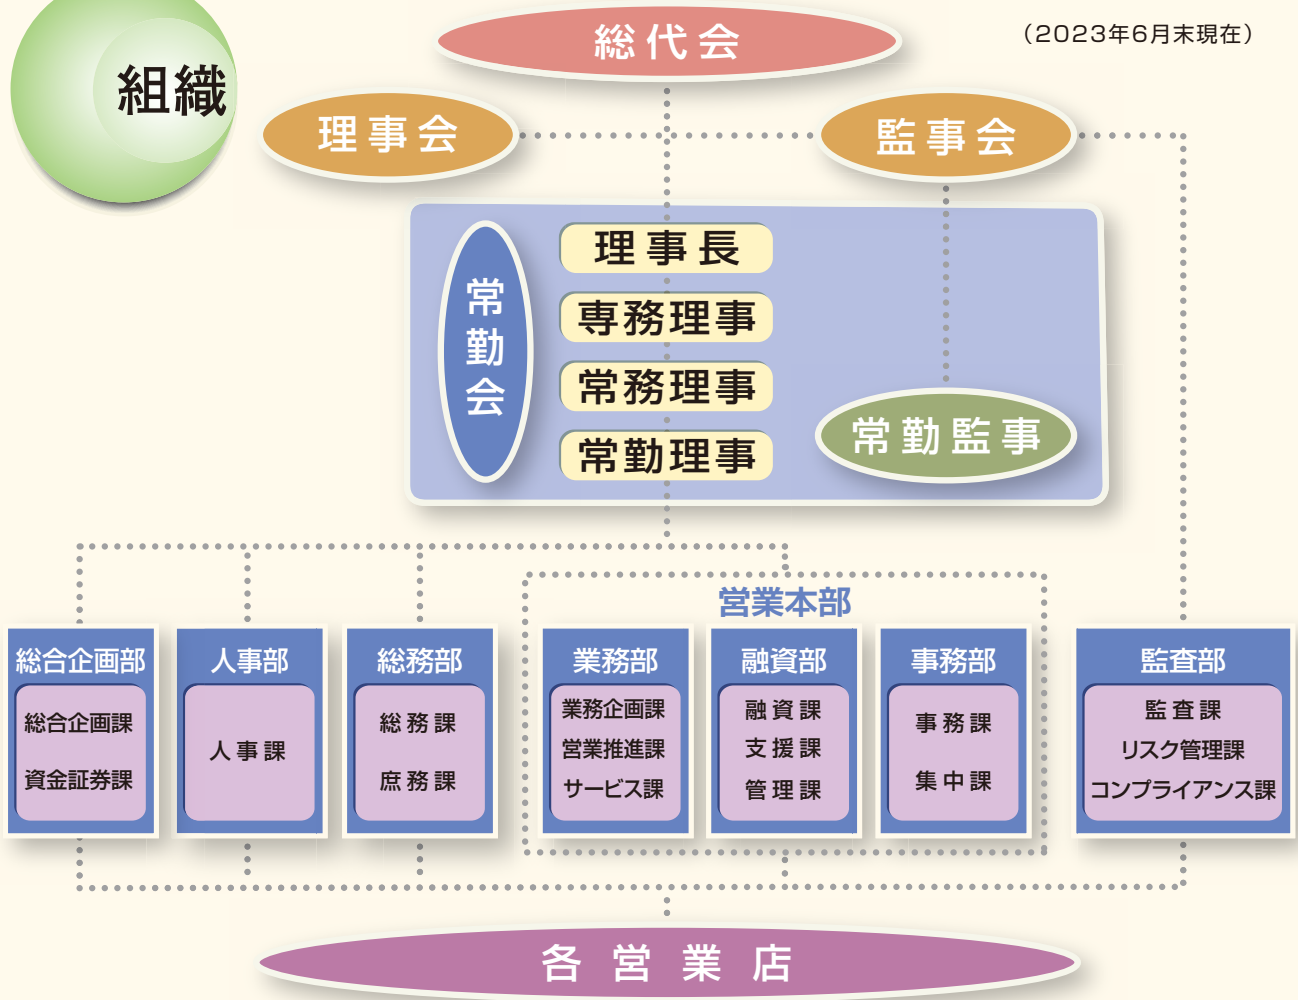 組織
総代会
（2023年6月末現在）
理事会
監事会
常勤会
理事長
専務理事
常務理事
常勤理事
常勤監事
営業本部
総合企画部
総合企画課
資金証券課
人事部
人事課
総務部
総務課
庶務課
業務部
業務企画課
営業推進課
サービス課
融資部
融資課
支援課
管理課
事務部
事務課
集中課
監査部
監査課
リスク管理課
コンプライアンス課
各営業店